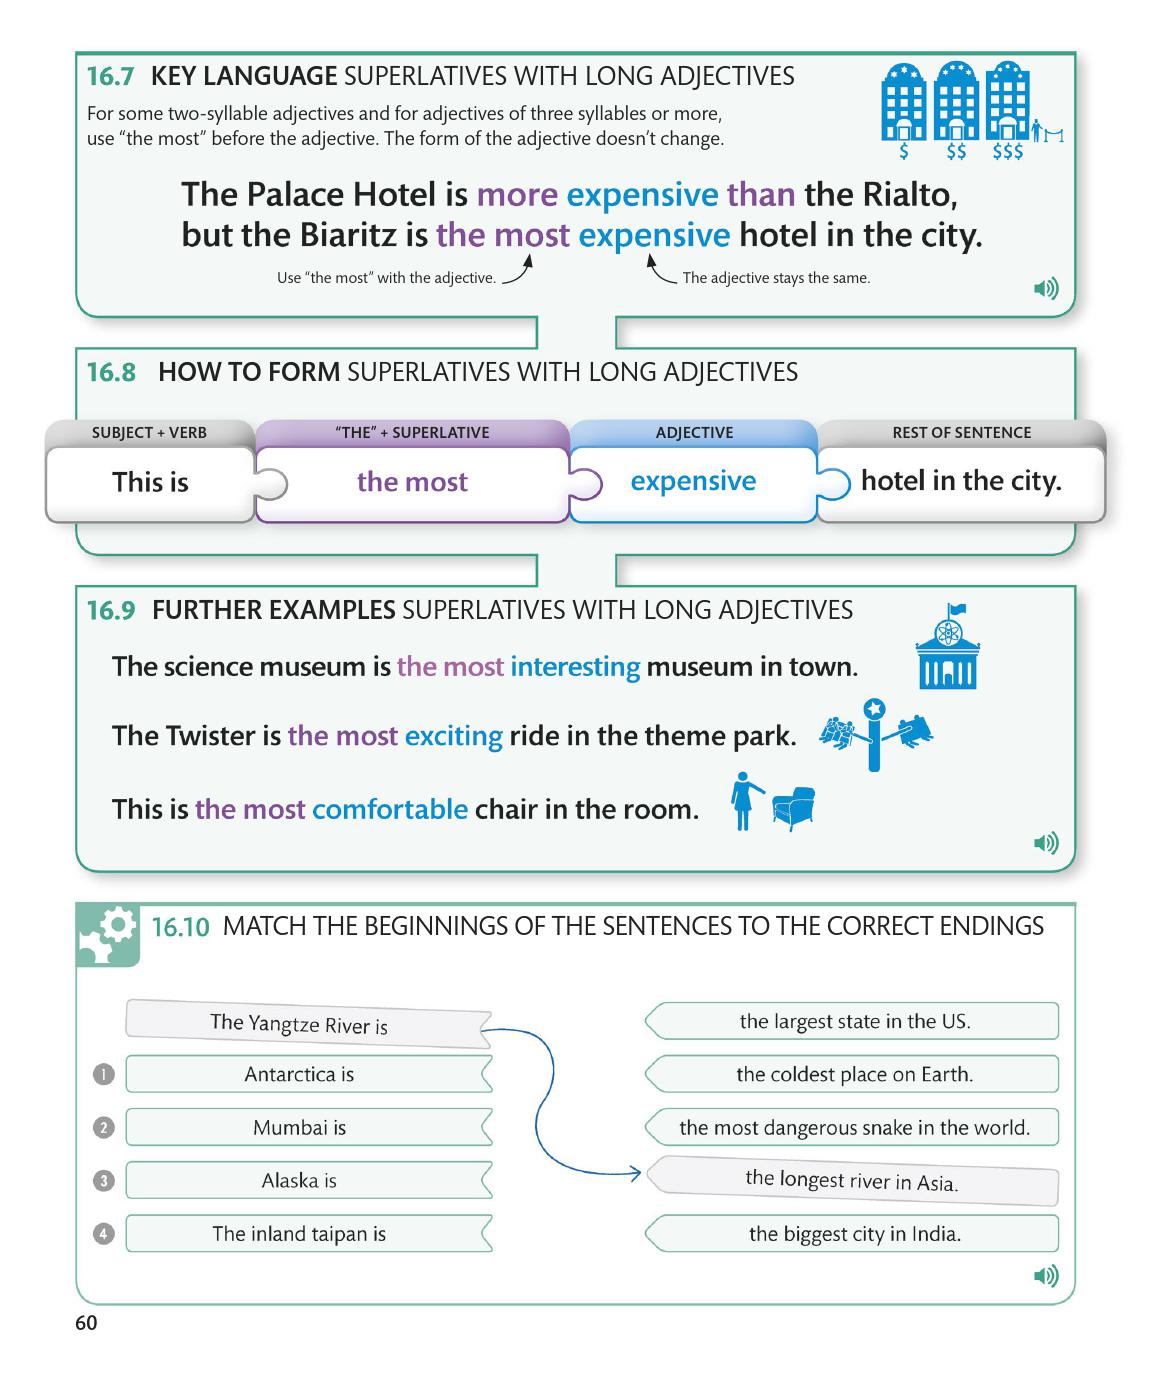 16.7 KEY LANGUAGE SUPERLATIVES WITH LONG ADJECTIVES
For some two-syllable adjectives and for adjectives of three syllables or more,
use “the most” before the adjective. The form of the adjective doesn’t change.
$ $$ $$$
The Palace Hotel is more expensive than the Rialto,
but the Biaritz is the most expensive hotel in the city.
Use “the most” with the adjective. The adjective stays the same.
16.8 HOW TO FORM SUPERLATIVES WITH LONG ADJECTIVES
SUBJECT + VERB “THE” + SUPERLATIVE ADJECTIVE REST OF SENTENCE
This is the most expensive hotel in the city.
16.9 FURTHER EXAMPLES SUPERLATIVES WITH LONG ADJECTIVES
The science museum is the most interesting museum in town.
The Twister is the most exciting ride in the theme park.
This is the most comfortable chair in the room.
16.10 MATCH THE BEGINNINGS OF THE SENTENCES TO THE CORRECT ENDINGS
The Yangtze River is the largest state in the US.
1 Antarctica is the coldest place on Earth.
2 Mumbai is the most dangerous snake in the world.
3 Alaska is the longest river in Asia.
4 The inland taipan is the biggest city in India.
60